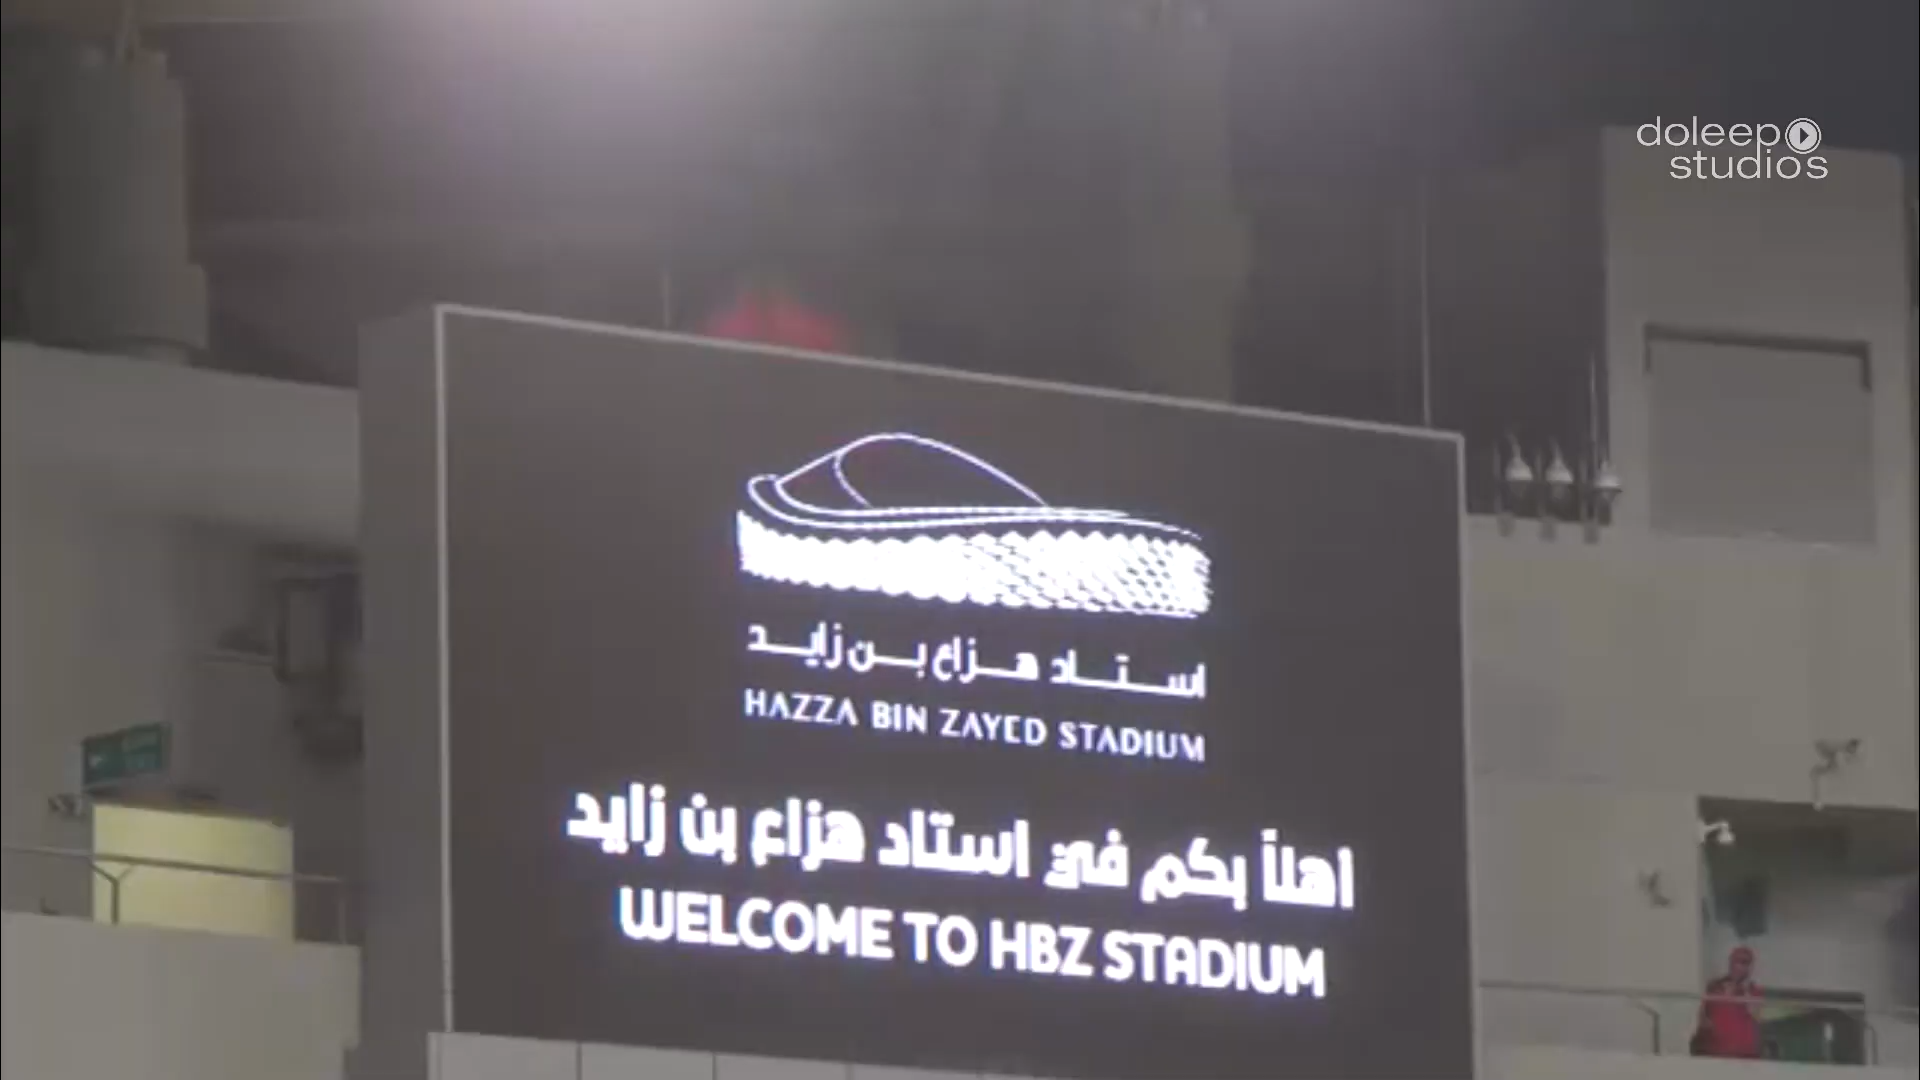 doleep
studios
استاد هزاع بن زايد
HAZZA BIN ZAYED STADIUM
أهلاً بكم في استاد هزاع بن زايد
WELCOME TO HBZ STADIUM